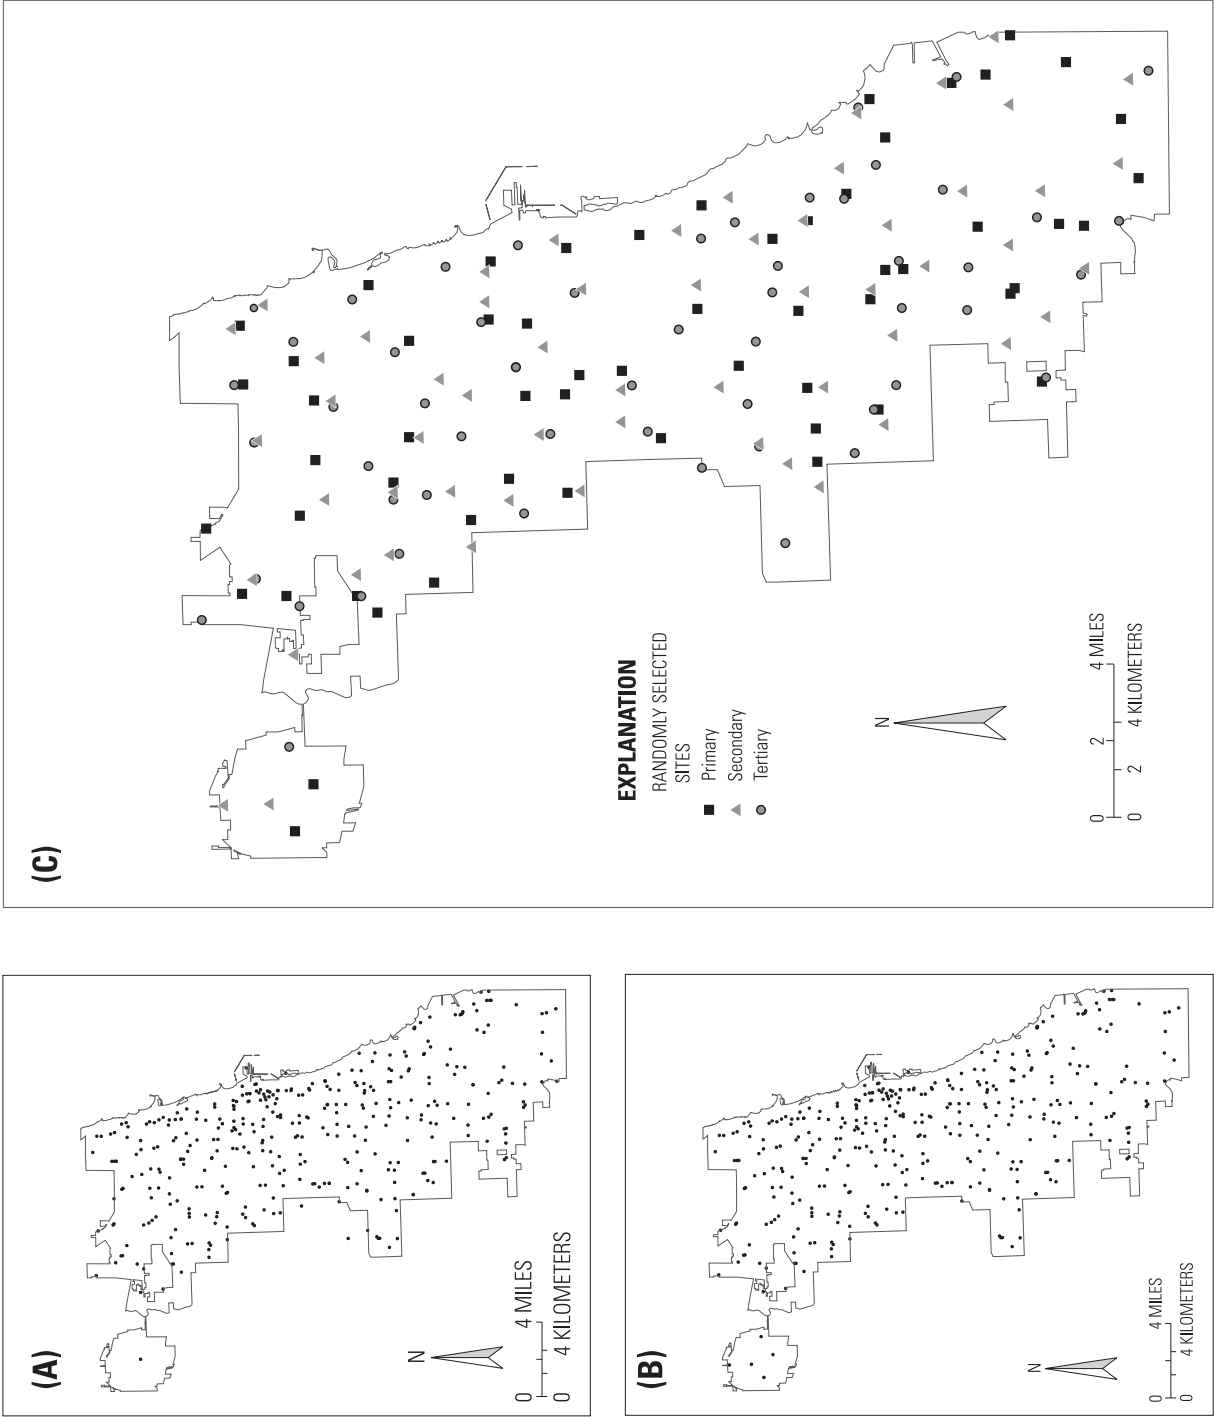 (C)
EXPLANATION
RANDOMLY SELECTED
SITES
Primary
Secondary
Tertiary
N
0 2 4 MILES
0 2 4 KILOMETERS
(A)
N
0 4 MILES
0 4 KILOMETERS
(B)
N
0 4 MILES
0 4 KILOMETERS